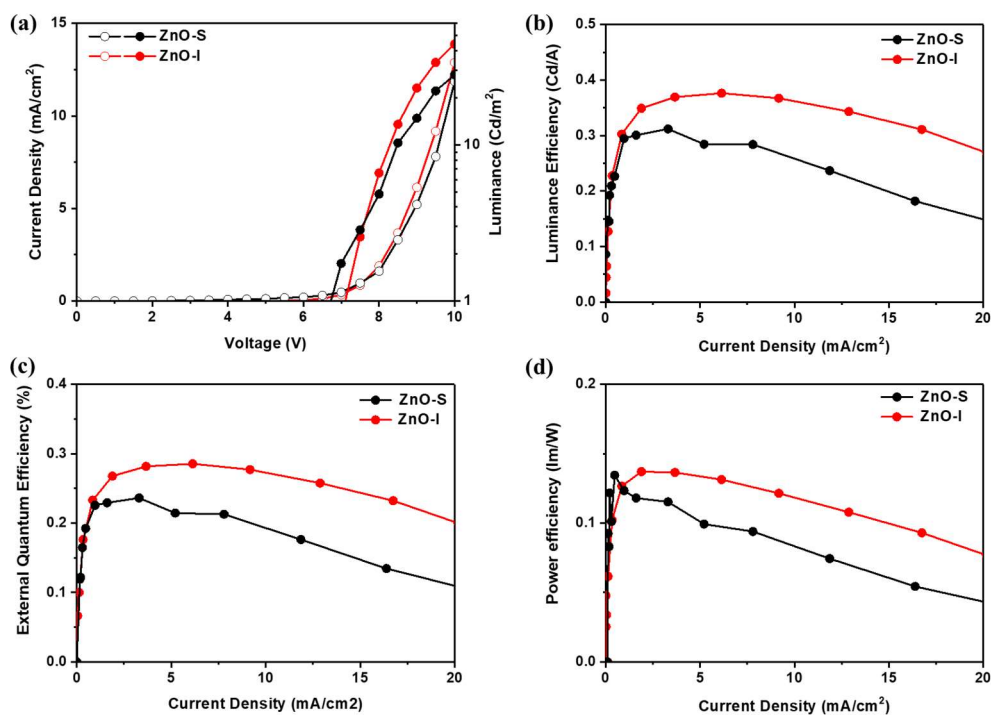 (a)
ZnO-S
ZnO-I
Current Density (mA/cm²)
15
10
5
0
Luminance (Cd/m²)
10
1
0 2 4 6 8 10
Voltage (V)
(b)
ZnO-S
ZnO-I
Luminance Efficiency (Cd/A)
0.5
0.4
0.3
0.2
0.1
0.0
0 5 10 15 20
Current Density (mA/cm²)
(c)
ZnO-S
ZnO-I
External Quantum Efficiency (%)
0.4
0.3
0.2
0.1
0.0
0 5 10 15 20
Current Density (mA/cm2)
(d)
ZnO-S
ZnO-I
Power efficiency (lm/W)
0.2
0.1
0.0
0 5 10 15 20
Current Density (mA/cm²)